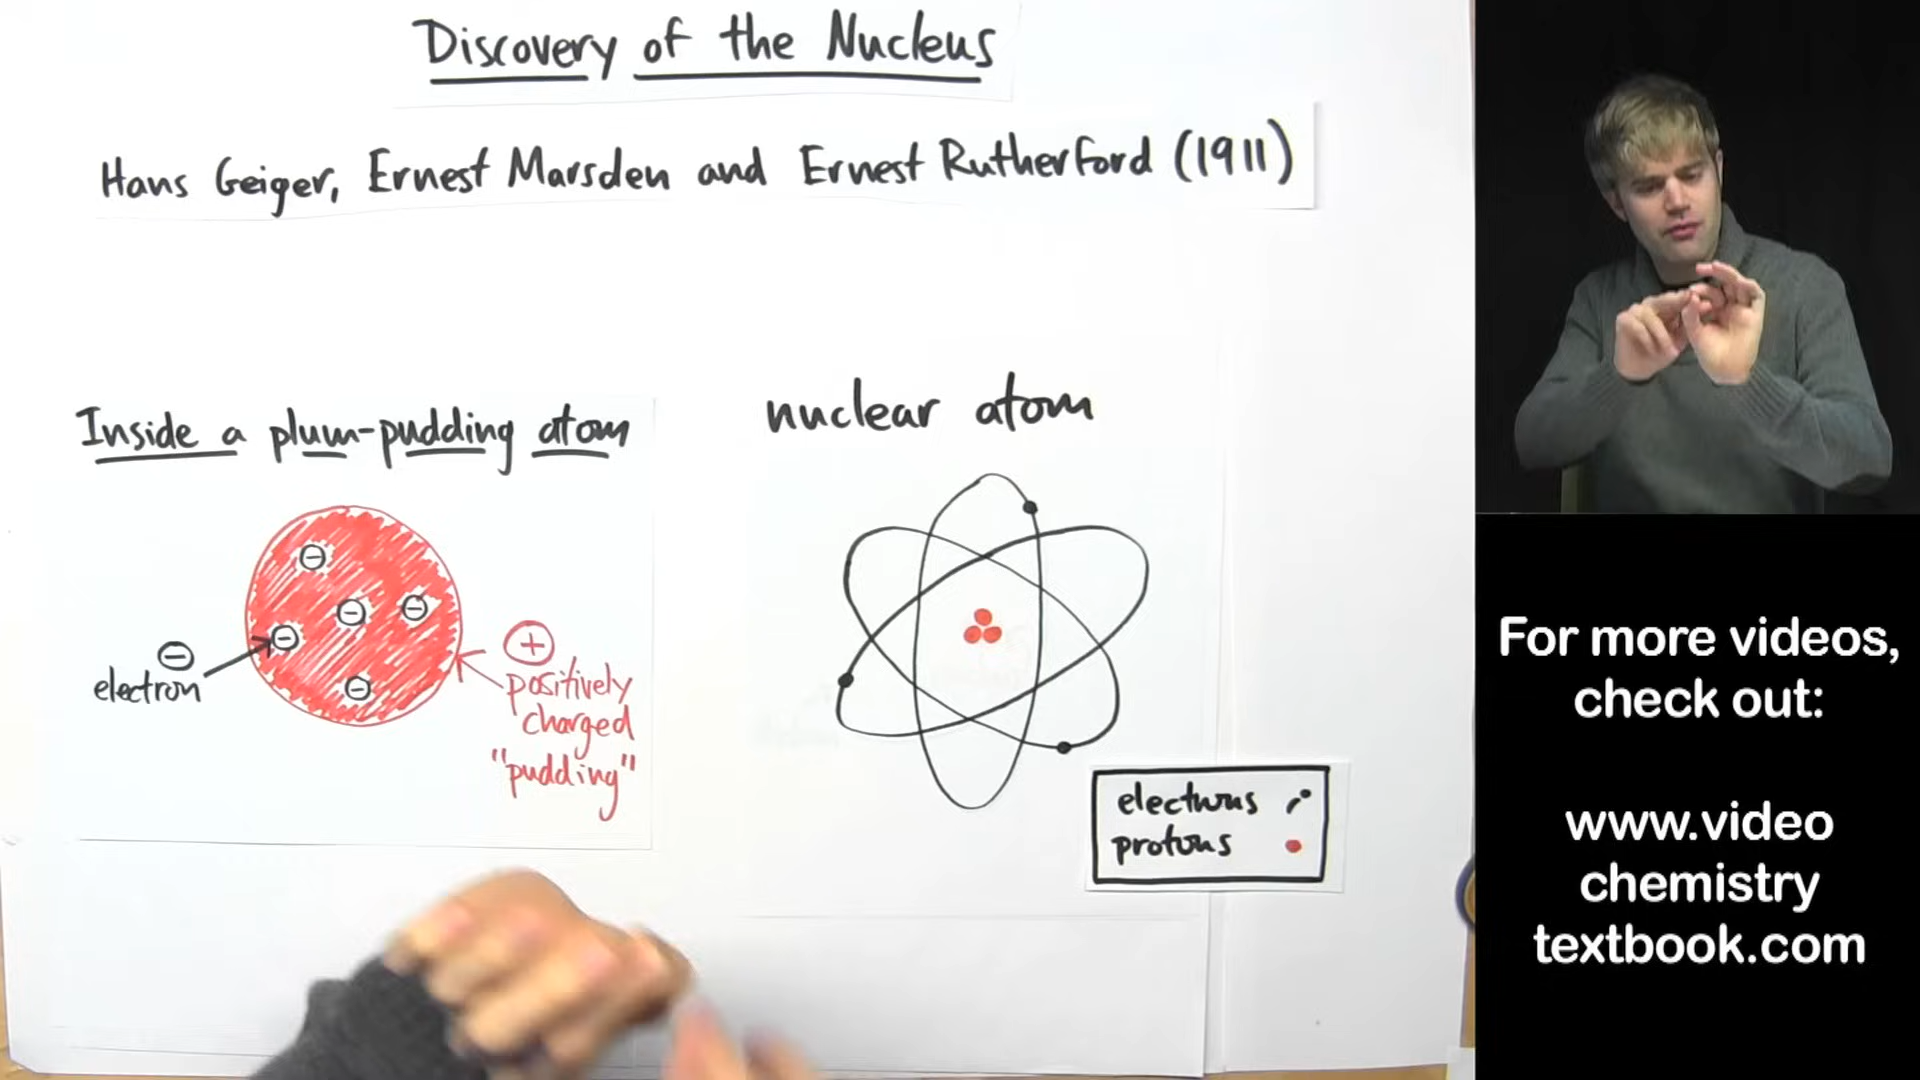 Discovery of the Nucleus
Hans Geiger, Ernest Marsden and Ernest Rutherford (1911)
Inside a plum-pudding atom
electron
positively
charged
"pudding"
nuclear atom
electrons
protons
For more videos,
check out:
www.video
chemistry
textbook.com